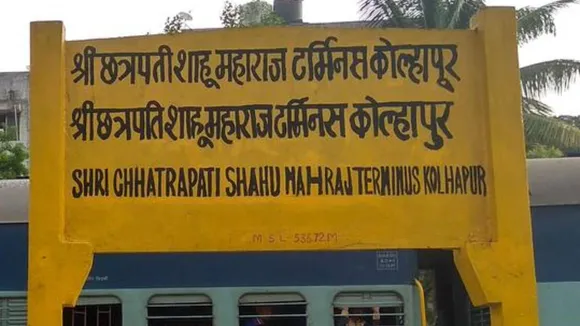 श्री छत्रपती शाहू महाराज टर्मिनस कोल्हापूर
श्री छत्रपति शाहू महाराज टर्मिनस कोल्हापुर
SHRI CHHATRAPATI SHAHU MAHRAJ TERMINUS KOLHAPUR
M S L 536.72 M